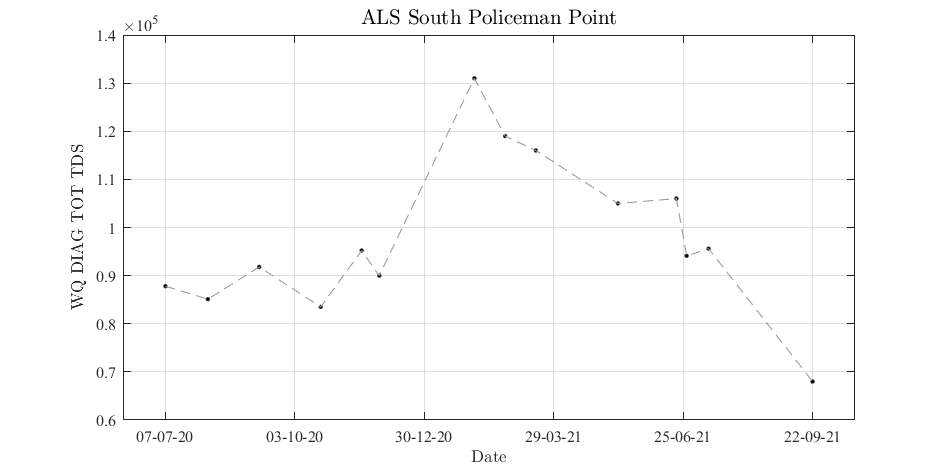 ALS South Policeman Point
×10⁵
1.4
1.3
1.2
1.1
1
0.9
0.8
0.7
0.6
WQ DIAG TOT TDS
07-07-20 03-10-20 30-12-20 29-03-21 25-06-21 22-09-21
Date